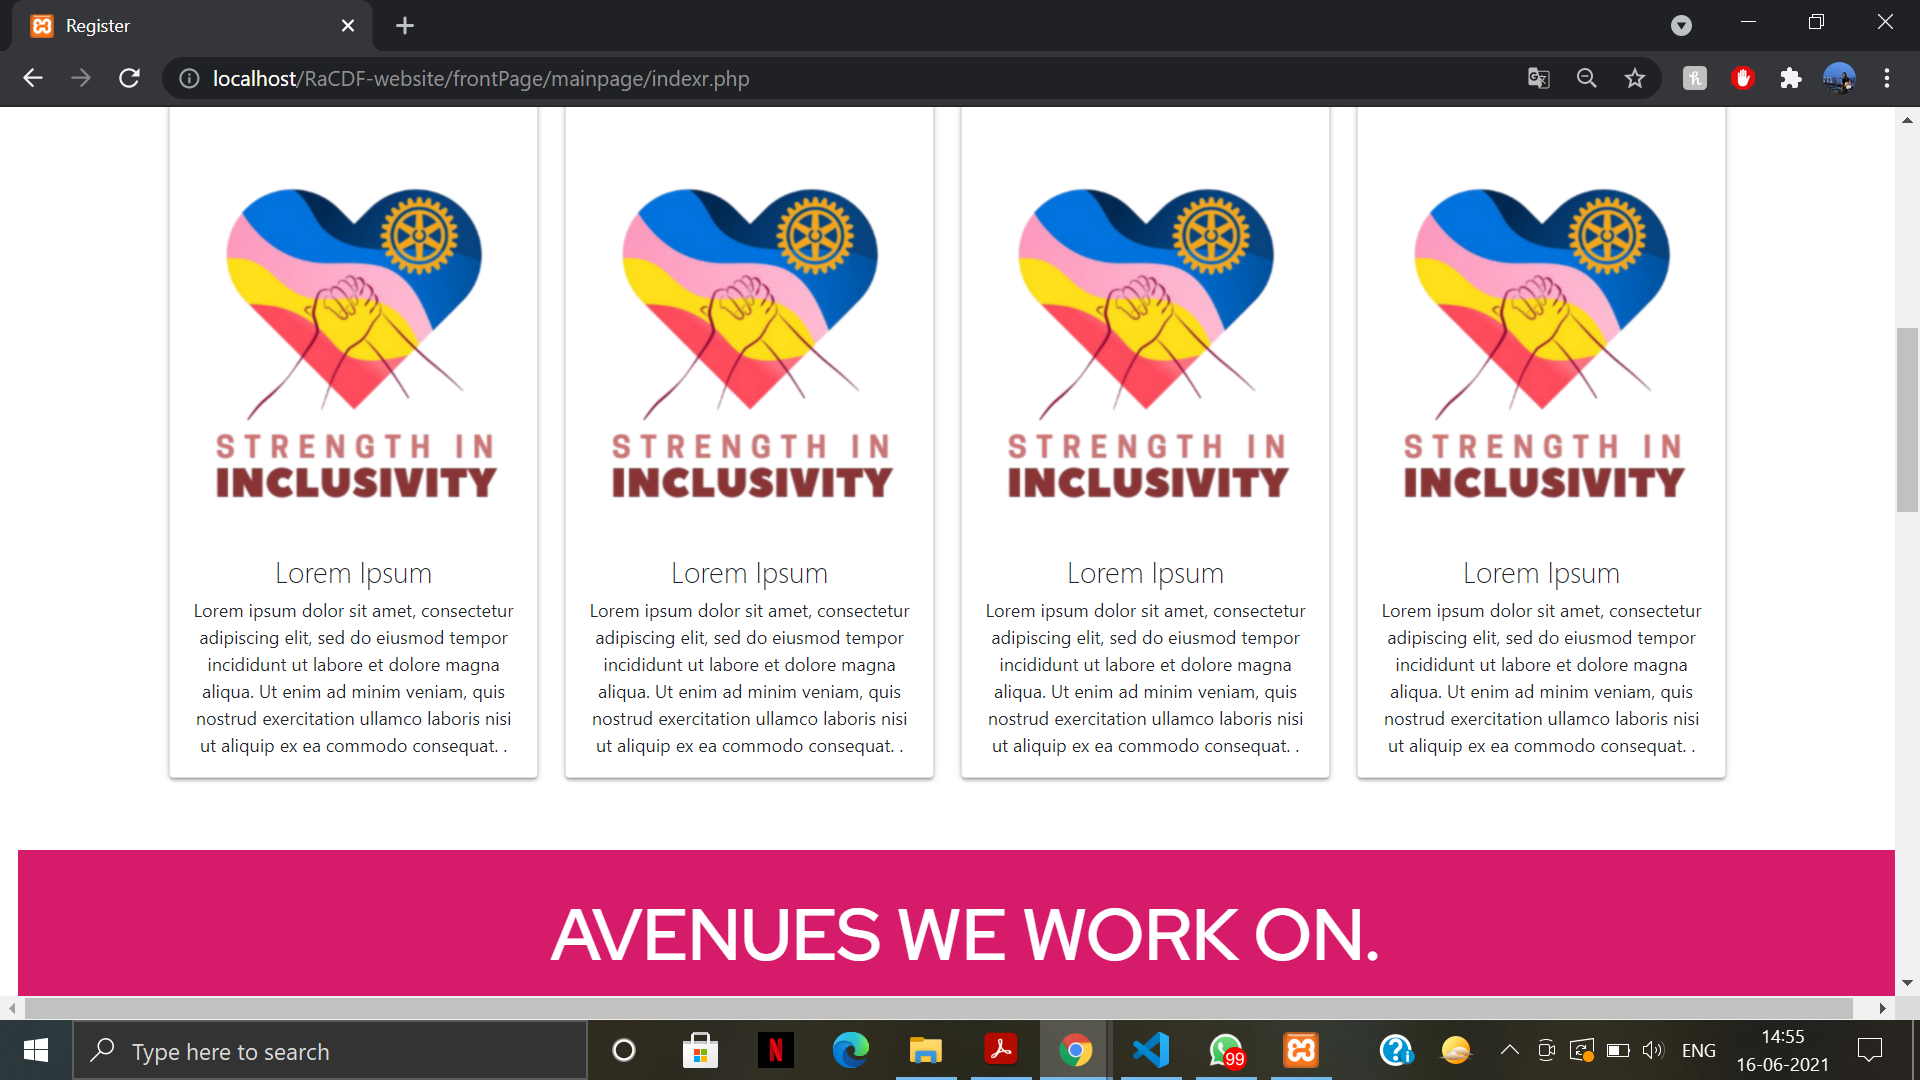 Register
localhost/RaCDF-website/frontPage/mainpage/indexr.php
STRENGTH IN
INCLUSIVITY
Lorem Ipsum
Lorem ipsum dolor sit amet, consectetur
adipiscing elit, sed do eiusmod tempor
incididunt ut labore et dolore magna
aliqua. Ut enim ad minim veniam, quis
nostrud exercitation ullamco laboris nisi
ut aliquip ex ea commodo consequat. .
STRENGTH IN
INCLUSIVITY
Lorem Ipsum
Lorem ipsum dolor sit amet, consectetur
adipiscing elit, sed do eiusmod tempor
incididunt ut labore et dolore magna
aliqua. Ut enim ad minim veniam, quis
nostrud exercitation ullamco laboris nisi
ut aliquip ex ea commodo consequat. .
STRENGTH IN
INCLUSIVITY
Lorem Ipsum
Lorem ipsum dolor sit amet, consectetur
adipiscing elit, sed do eiusmod tempor
incididunt ut labore et dolore magna
aliqua. Ut enim ad minim veniam, quis
nostrud exercitation ullamco laboris nisi
ut aliquip ex ea commodo consequat. .
STRENGTH IN
INCLUSIVITY
Lorem Ipsum
Lorem ipsum dolor sit amet, consectetur
adipiscing elit, sed do eiusmod tempor
incididunt ut labore et dolore magna
aliqua. Ut enim ad minim veniam, quis
nostrud exercitation ullamco laboris nisi
ut aliquip ex ea commodo consequat. .
AVENUES WE WORK ON.
Type here to search
99
ENG
14:55
16-06-2021